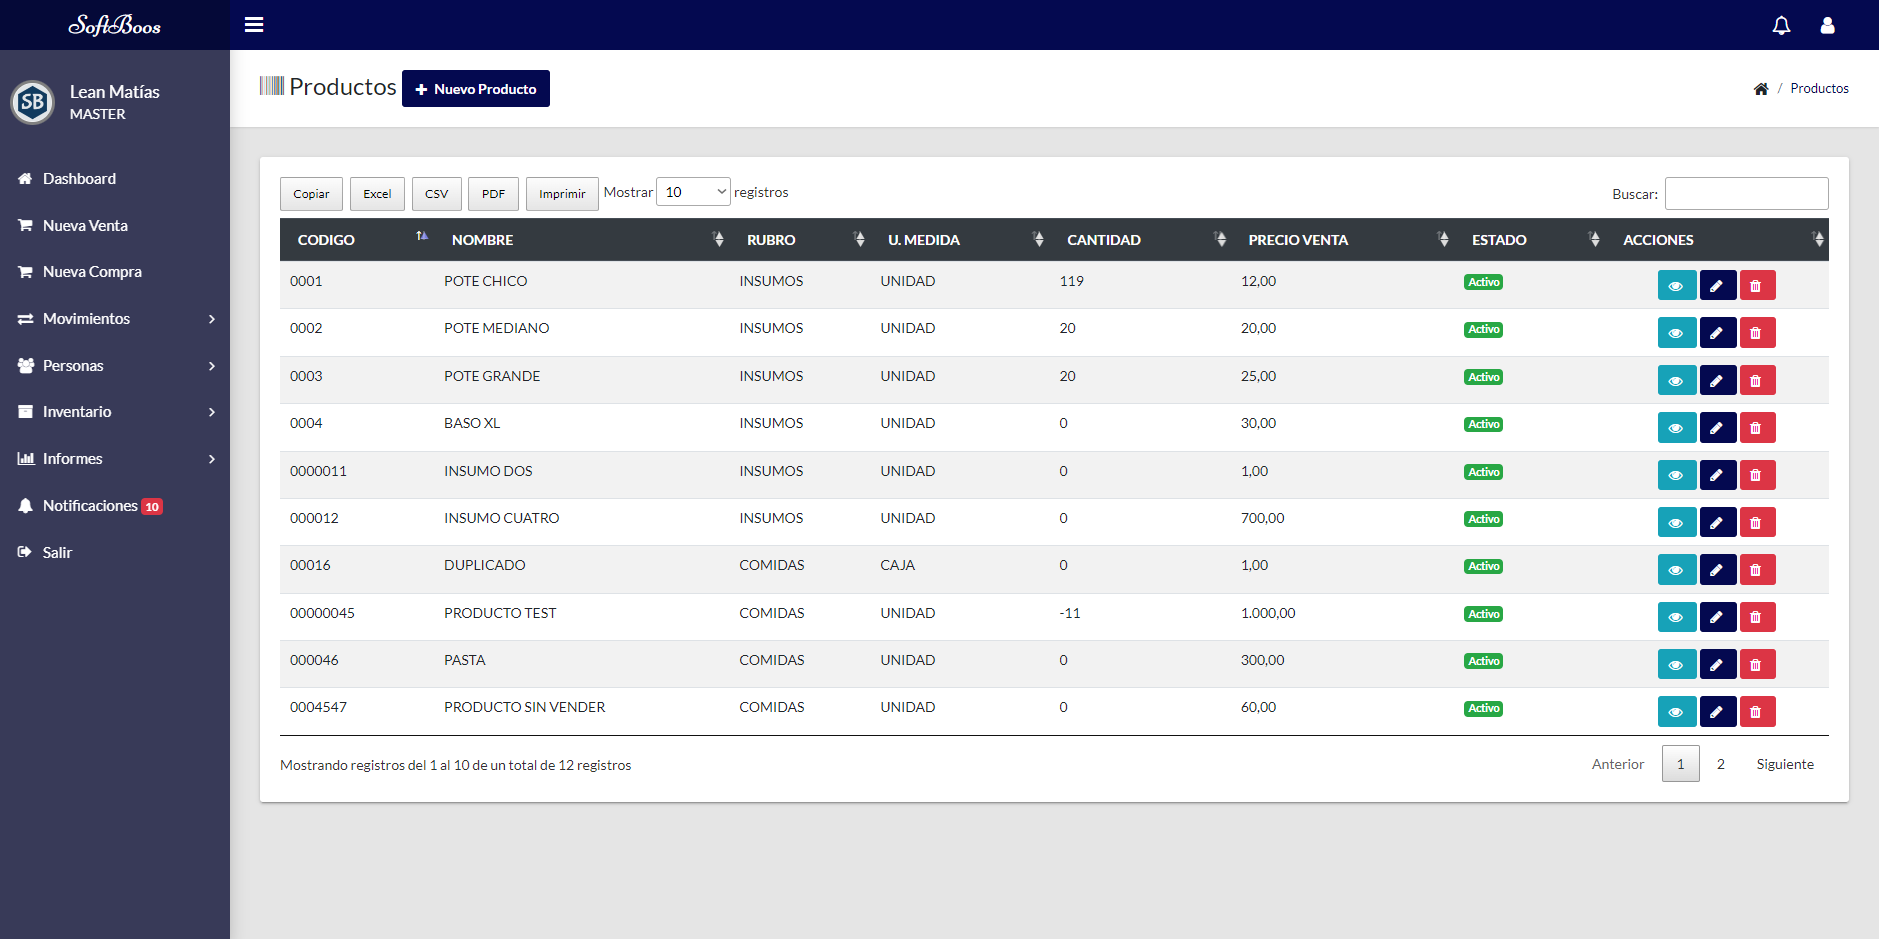 SoftBoos
SB
Lean Matías
MASTER
Dashboard
Nueva Venta
Nueva Compra
Movimientos
Personas
Inventario
Informes
Notificaciones 10
Salir
Productos
Nuevo Producto
/ Productos
Copiar Excel CSV PDF Imprimir Mostrar 10 registros
Buscar:
CODIGO NOMBRE RUBRO U. MEDIDA CANTIDAD PRECIO VENTA ESTADO ACCIONES
0001 POTE CHICO INSUMOS UNIDAD 119 12,00 Activo
0002 POTE MEDIANO INSUMOS UNIDAD 20 20,00 Activo
0003 POTE GRANDE INSUMOS UNIDAD 20 25,00 Activo
0004 BASO XL INSUMOS UNIDAD 0 30,00 Activo
0000011 INSUMO DOS INSUMOS UNIDAD 0 1,00 Activo
000012 INSUMO CUATRO INSUMOS UNIDAD 0 700,00 Activo
00016 DUPLICADO COMIDAS CAJA 0 1,00 Activo
00000045 PRODUCTO TEST COMIDAS UNIDAD -11 1.000,00 Activo
000046 PASTA COMIDAS UNIDAD 0 300,00 Activo
0004547 PRODUCTO SIN VENDER COMIDAS UNIDAD 0 60,00 Activo
Mostrando registros del 1 al 10 de un total de 12 registros
Anterior 1 2 Siguiente